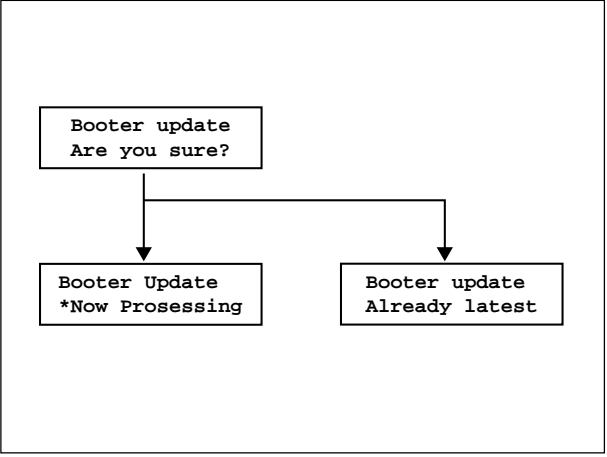 Booter update
Are you sure?
Booter Update
*Now Prosessing
Booter update
Already latest